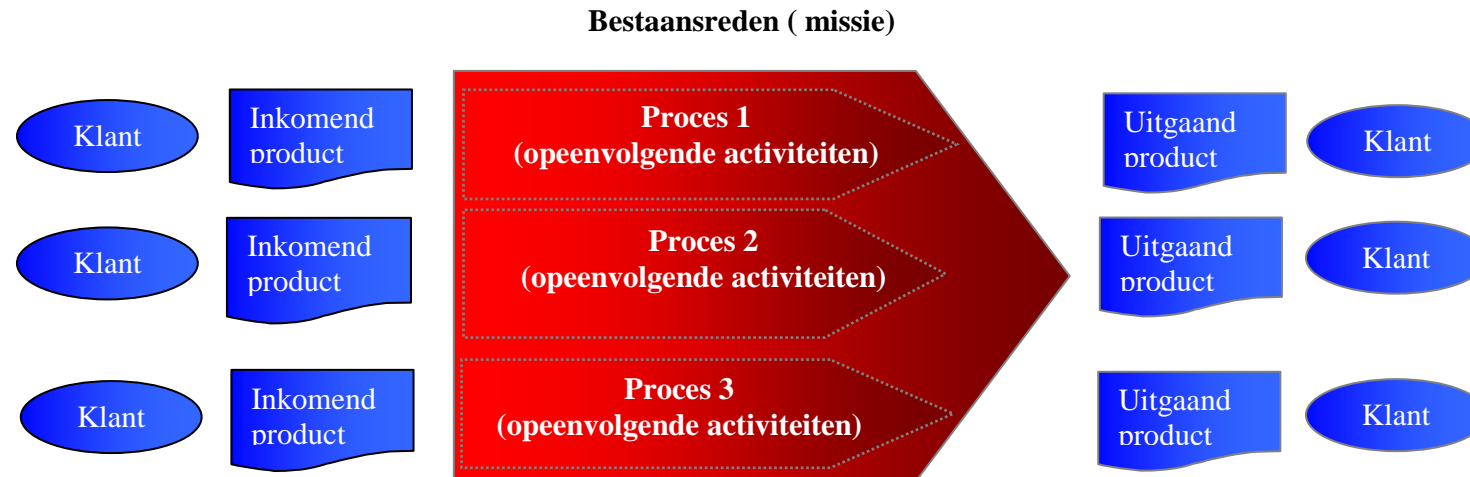 Bestaansreden ( missie)
Klant
Inkomend
product
Proces 1
(opeenvolgende activiteiten)
Uitgaand
product
Klant
Klant
Inkomend
product
Proces 2
(opeenvolgende activiteiten)
Uitgaand
product
Klant
Klant
Inkomend
product
Proces 3
(opeenvolgende activiteiten)
Uitgaand
product
Klant